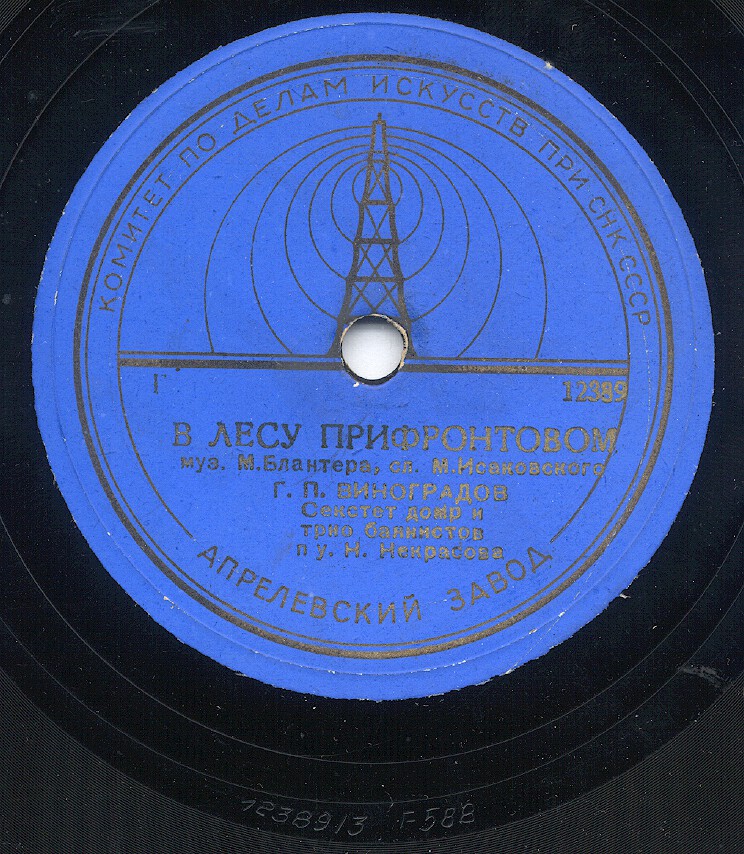 КОМИТЕТ ПО ДЕЛАМ ИСКУССТВ ПРИ СНК СССР
Г 12389
В ЛЕСУ ПРИФРОНТОВОМ
муз. М.Блантера, сл. М.Исаковского
Г. П. ВИНОГРАДОВ
Секстет домр и
трио баянистов
п у. Н. Некрасова
АПРЕЛЕВСКИЙ ЗАВОД
12389/3 F58B